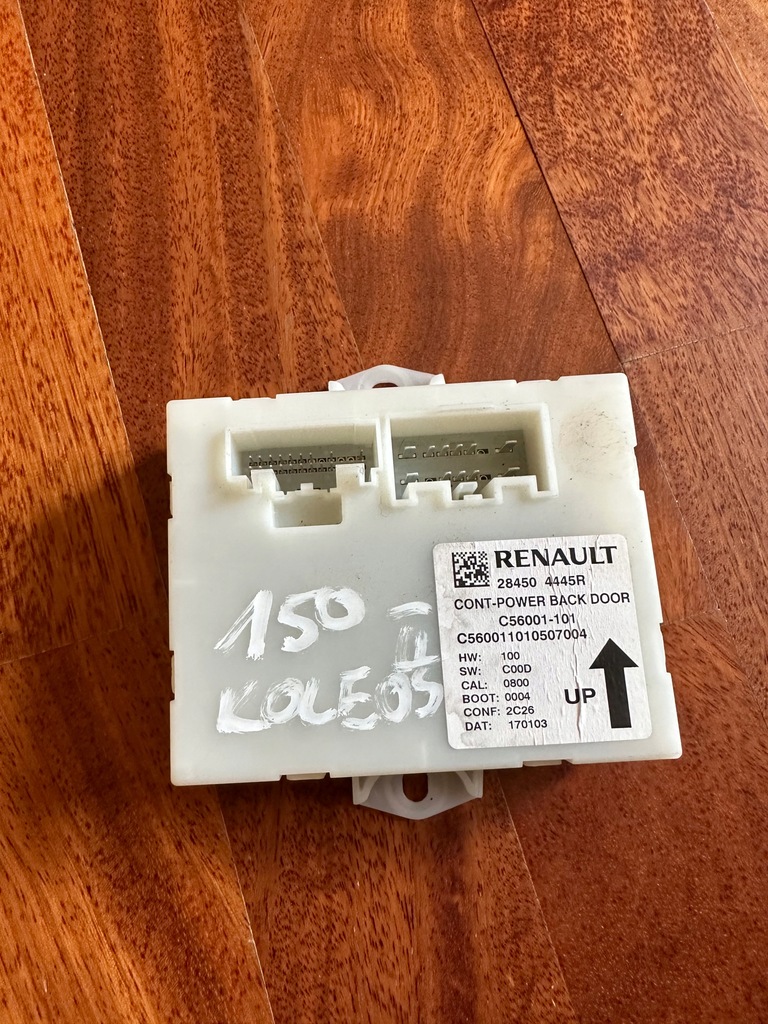 RENAULT
28450 4445R
CONT-POWER BACK DOOR
C56001-101
C560011010507004
HW: 100
SW: C00D
CAL: 0800
BOOT: 0004
CONF: 2C26
DAT: 170103
UP
150 - II
KOLEOS